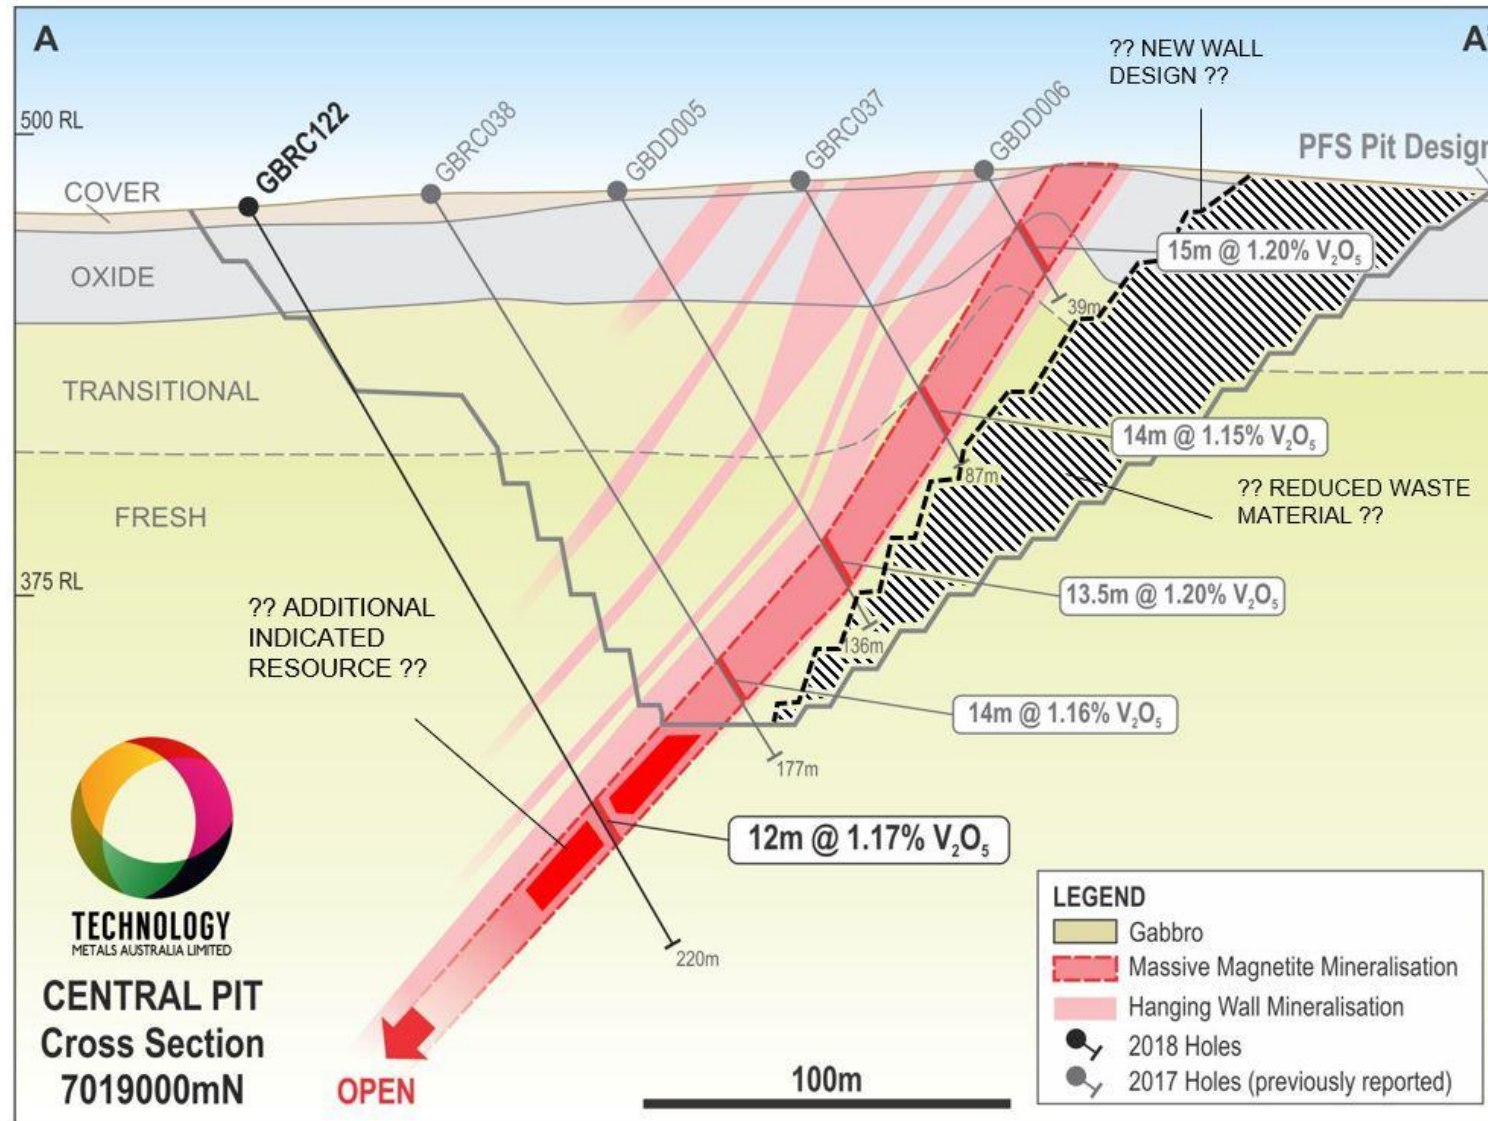 A
A'
?? NEW WALL
DESIGN ??
500 RL
GBRC122
GBRC038
GBDD005
GBRC037
GBDD006
PFS Pit Design
COVER
15m @ 1.20% V₂O₅
OXIDE
39m
TRANSITIONAL
14m @ 1.15% V₂O₅
87m
?? REDUCED WASTE
MATERIAL ??
FRESH
375 RL
13.5m @ 1.20% V₂O₅
?? ADDITIONAL
INDICATED
RESOURCE ??
136m
14m @ 1.16% V₂O₅
177m
12m @ 1.17% V₂O₅
220m
TECHNOLOGY
METALS AUSTRALIA LIMITED
CENTRAL PIT
Cross Section
7019000mN
OPEN
100m
LEGEND
Gabbro
Massive Magnetite Mineralisation
Hanging Wall Mineralisation
2018 Holes
2017 Holes (previously reported)